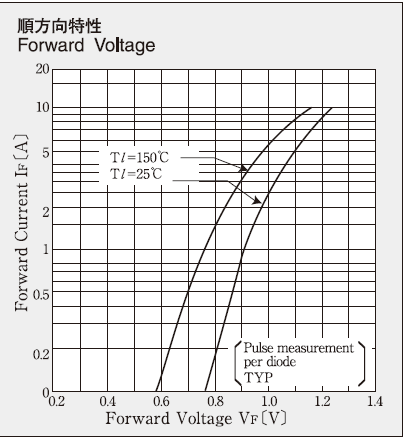 順方向特性
Forward Voltage
Forward Current IF〔A〕
20
10
5
2
1
0.5
0.2
0
Tl=150℃
Tl=25℃
Pulse measurement
per diode
TYP
0.2 0.4 0.6 0.8 1.0 1.2 1.4
Forward Voltage VF〔V〕